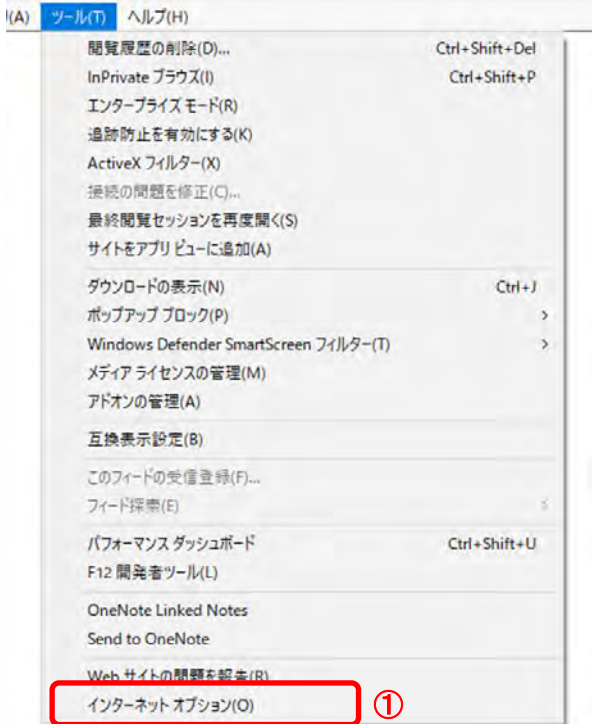 (A) ツール(T) ヘルプ(H)
閲覧履歴の削除(D)... Ctrl+Shift+Del
InPrivate ブラウズ(I) Ctrl+Shift+P
エンタープライズ モード(R)
追跡防止を有効にする(K)
ActiveX フィルター(X)
接続の問題を修正(C)...
最終閲覧セッションを再度開く(S)
サイトをアプリ ビューに追加(A)
ダウンロードの表示(N) Ctrl+J
ポップアップ ブロック(P) >
Windows Defender SmartScreen フィルター(T) >
メディア ライセンスの管理(M)
アドオンの管理(A)
互換表示設定(B)
このフィードの受信登録(F)...
フィード探索(E) >
パフォーマンス ダッシュボード Ctrl+Shift+U
F12 開発者ツール(L)
OneNote Linked Notes
Send to OneNote
Web サイトの問題を報告(R)
インターネット オプション(O) ①